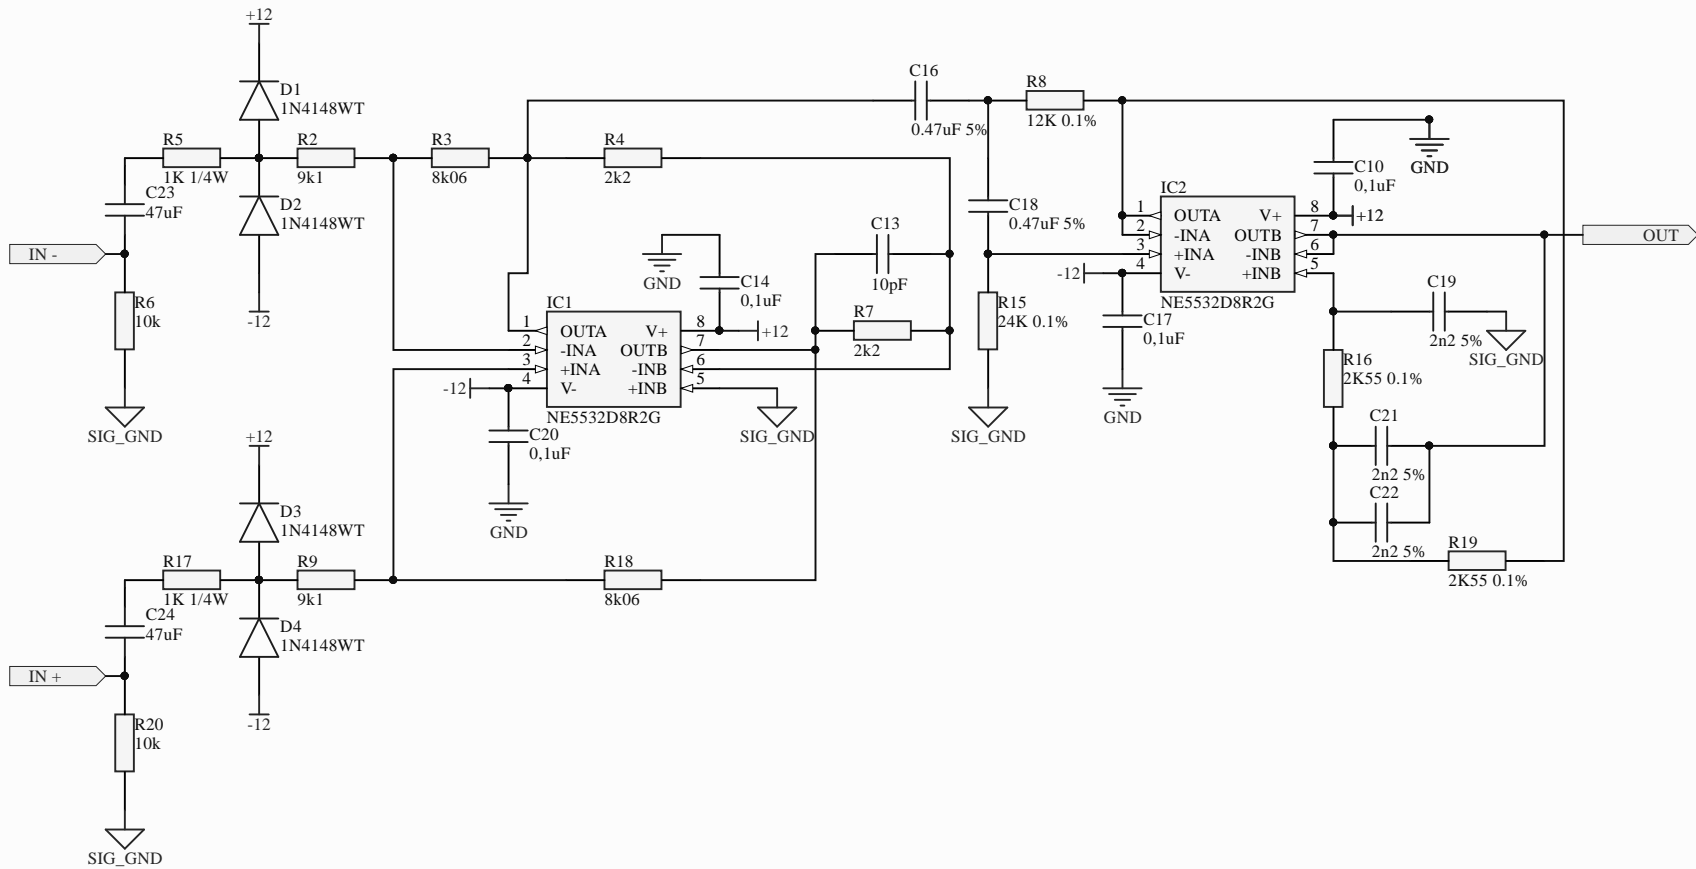 +12
D1
1N4148WT
R5
1K 1/4W
R2
9k1
R3
8k06
R4
2k2
C16
0.47uF 5%
R8
12K 0.1%
GND
C10
0,1uF
C23
47uF
D2
1N4148WT
-12
IN -
R6
10k
SIG_GND
C13
10pF
GND
C14
0,1uF
R7
2k2
IC1
1 OUTA V+ 8
2 -INA OUTB 7
3 +INA -INB 6
4 V- +INB 5
NE5532D8R2G
+12
-12
SIG_GND
C20
0,1uF
GND
C18
0.47uF 5%
R15
24K 0.1%
SIG_GND
IC2
1 OUTA V+ 8
2 -INA OUTB 7
3 +INA -INB 6
4 V- +INB 5
NE5532D8R2G
+12
-12
C17
0,1uF
GND
OUT
C19
2n2 5%
SIG_GND
R16
2K55 0.1%
C21
2n2 5%
C22
2n2 5%
R19
2K55 0.1%
+12
D3
1N4148WT
R17
1K 1/4W
R9
9k1
R18
8k06
C24
47uF
D4
1N4148WT
-12
IN +
R20
10k
SIG_GND